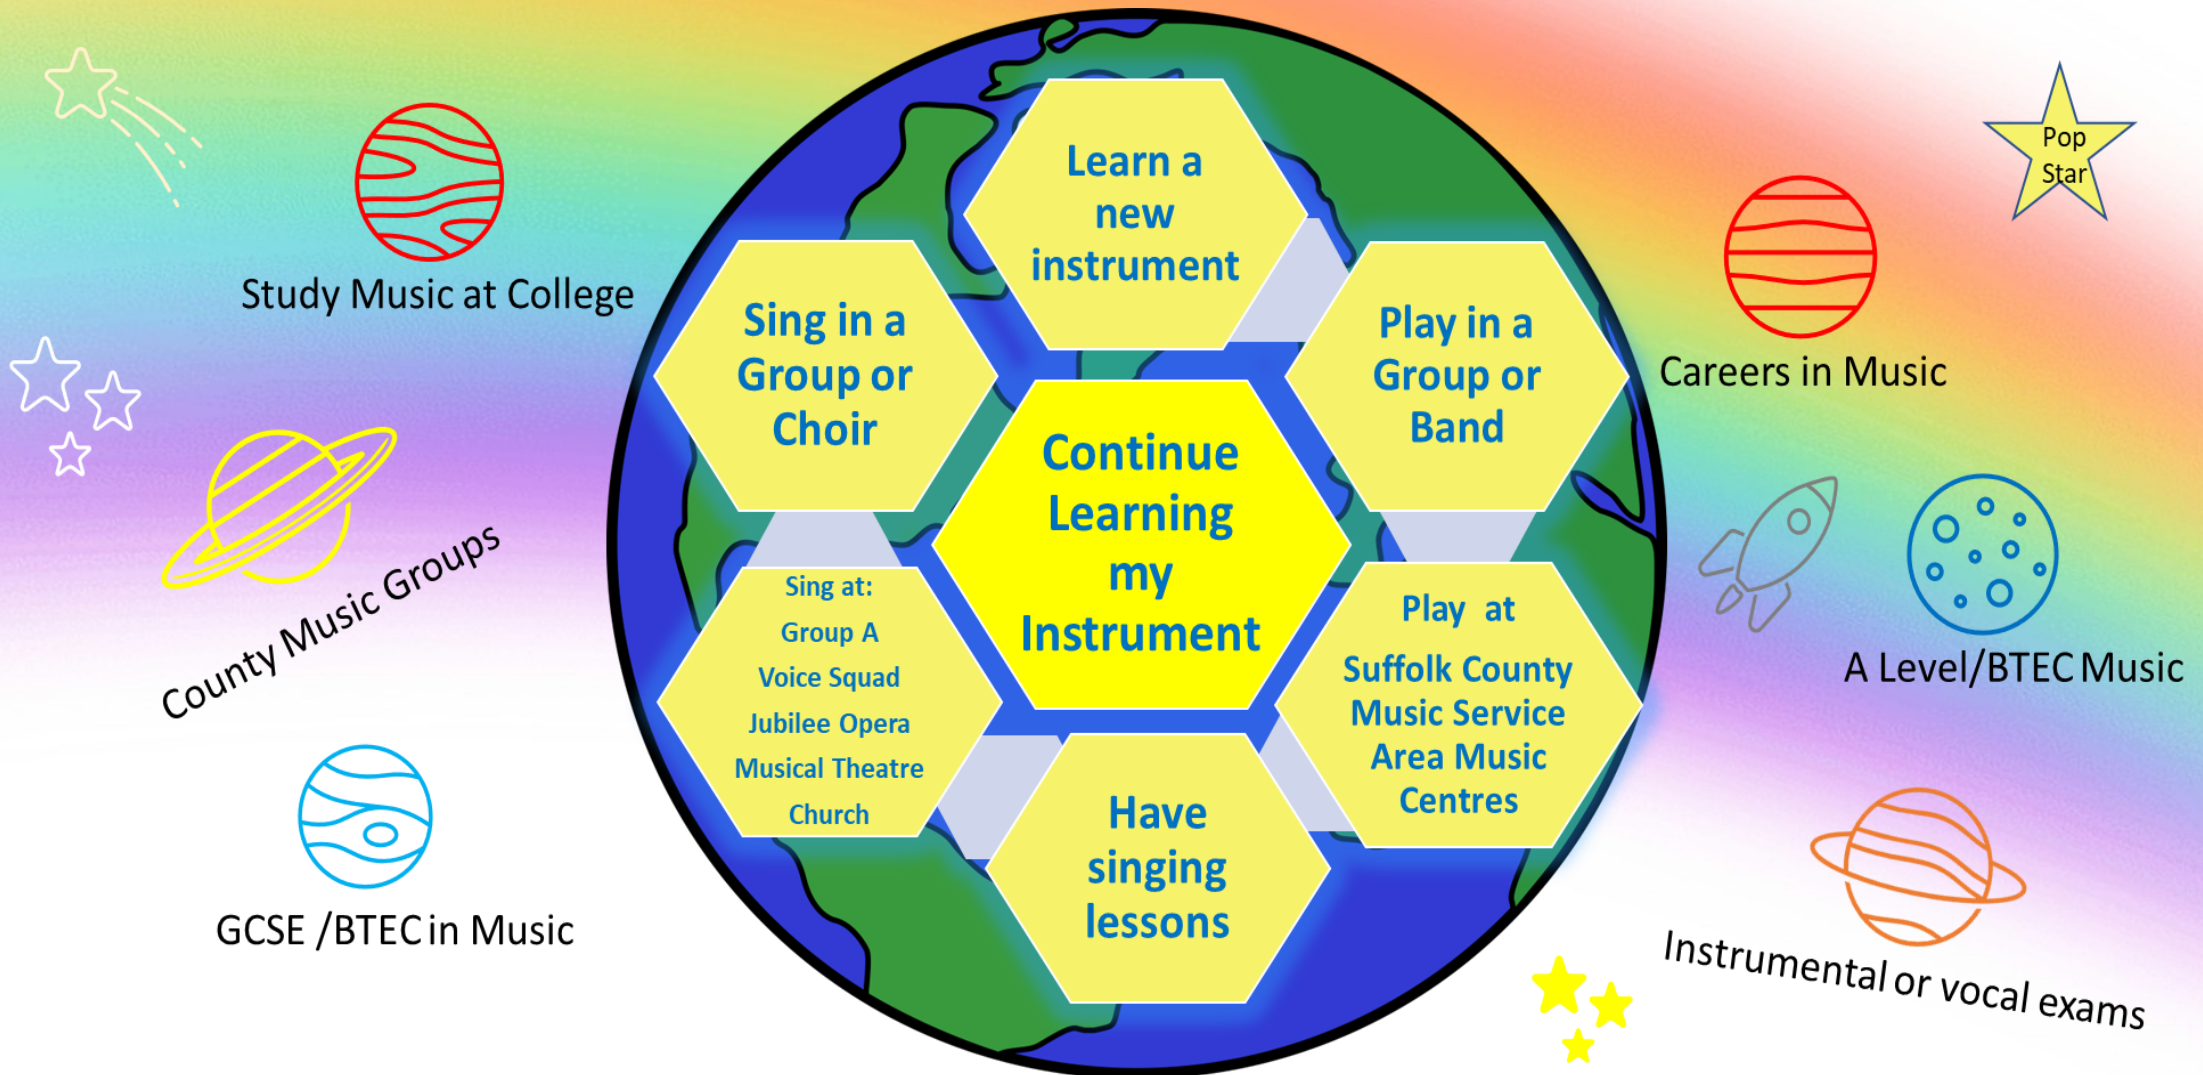 Study Music at College
County Music Groups
GCSE /BTEC in Music
Learn a
new
instrument
Sing in a
Group or
Choir
Play in a
Group or
Band
Continue
Learning
my
Instrument
Sing at:
Group A
Voice Squad
Jubilee Opera
Musical Theatre
Church
Play at
Suffolk County
Music Service
Area Music
Centres
Have
singing
lessons
Pop
Star
Careers in Music
A Level/BTEC Music
Instrumental or vocal exams